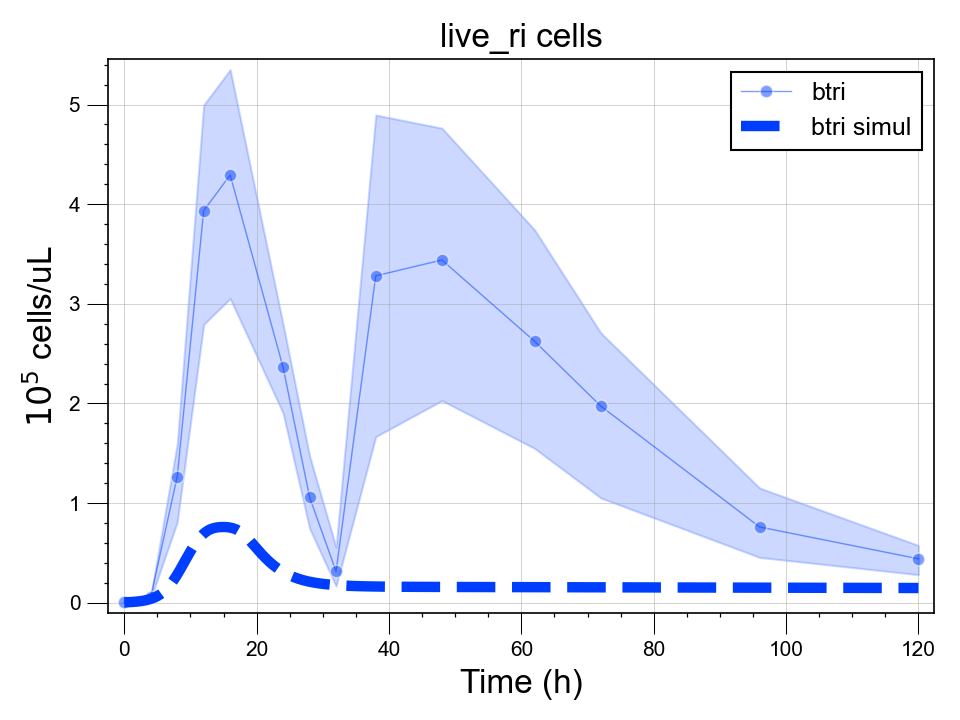 live_ri cells
btri
btri simul
10⁵ cells/uL
5
4
3
2
1
0
0 20 40 60 80 100 120
Time (h)